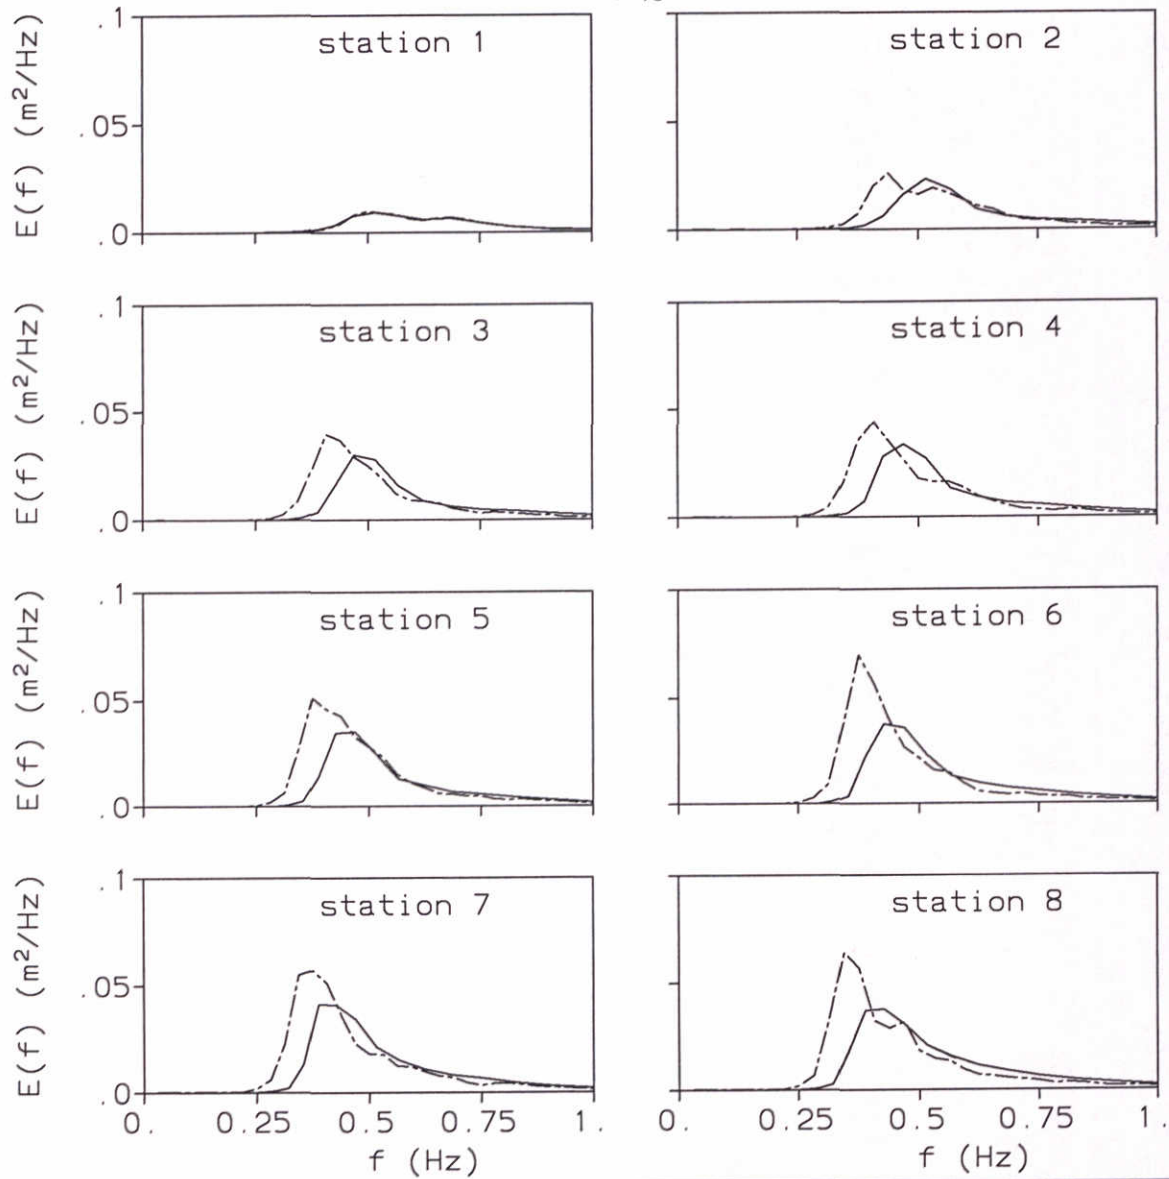 station 1
station 2
E(f) (m²/Hz)
.1
.05
.0
station 3
station 4
E(f) (m²/Hz)
.1
.05
.0
station 5
station 6
E(f) (m²/Hz)
.1
.05
.0
station 7
station 8
E(f) (m²/Hz)
.1
.05
.0
0. 0.25 0.5 0.75 1.
0. 0.25 0.5 0.75 1.
f (Hz)
f (Hz)